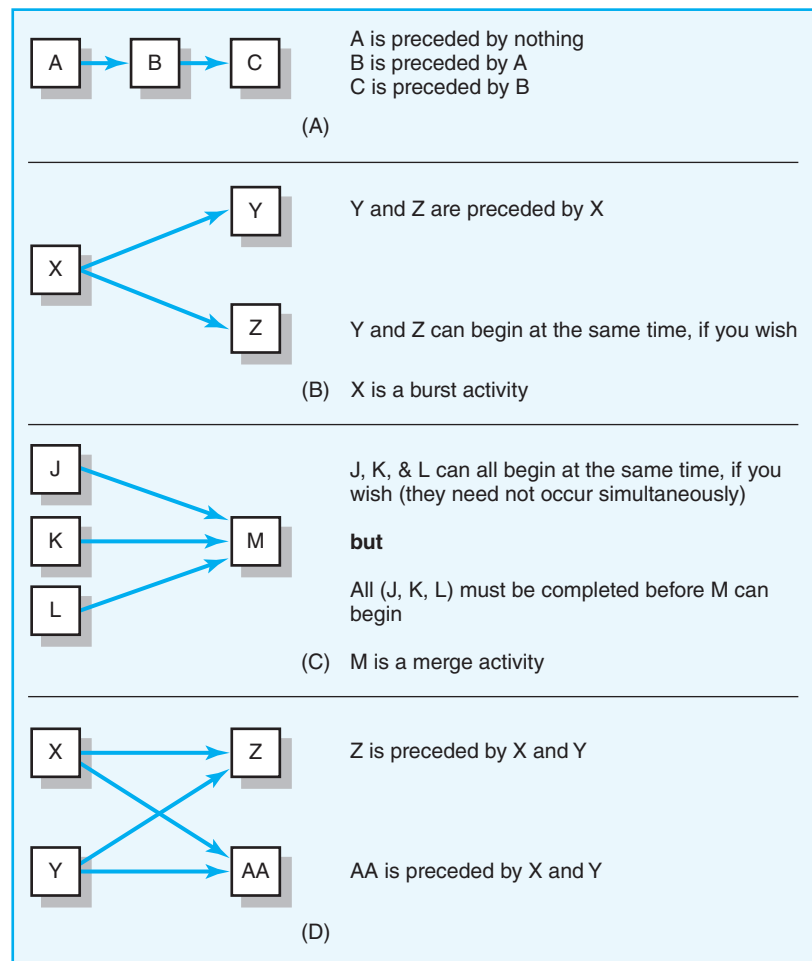 A B C
A is preceded by nothing
B is preceded by A
C is preceded by B
(A)
Y
Y and Z are preceded by X
X
Z
Y and Z can begin at the same time, if you wish
(B) X is a burst activity
J
J, K, & L can all begin at the same time, if you
wish (they need not occur simultaneously)
K M
but
L
All (J, K, L) must be completed before M can
begin
(C) M is a merge activity
X Z
Z is preceded by X and Y
Y AA
AA is preceded by X and Y
(D)